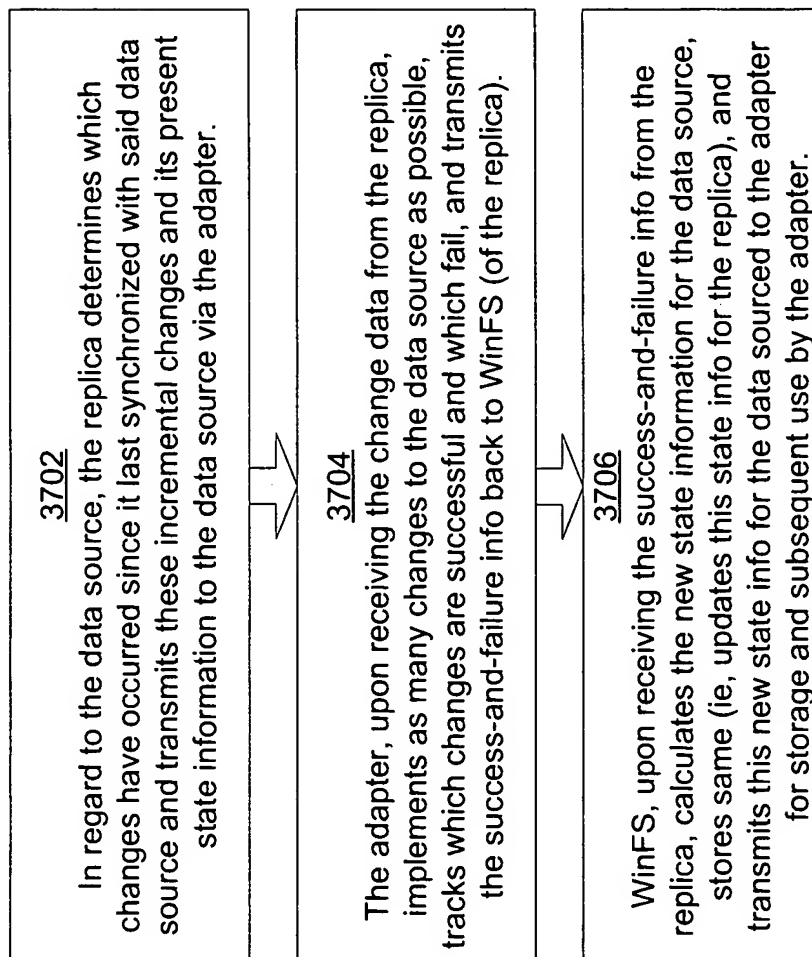 3702
In regard to the data source, the replica determines which
changes have occurred since it last synchronized with said data
source and transmits these incremental changes and its present
state information to the data source via the adapter.
3704
The adapter, upon receiving the change data from the replica,
implements as many changes to the data source as possible,
tracks which changes are successful and which fail, and transmits
the success-and-failure info back to WinFS (of the replica).
3706
WinFS, upon receiving the success-and-failure info from the
replica, calculates the new state information for the data source,
stores same (ie, updates this state info for the replica), and
transmits this new state info for the data sourced to the adapter
for storage and subsequent use by the adapter.